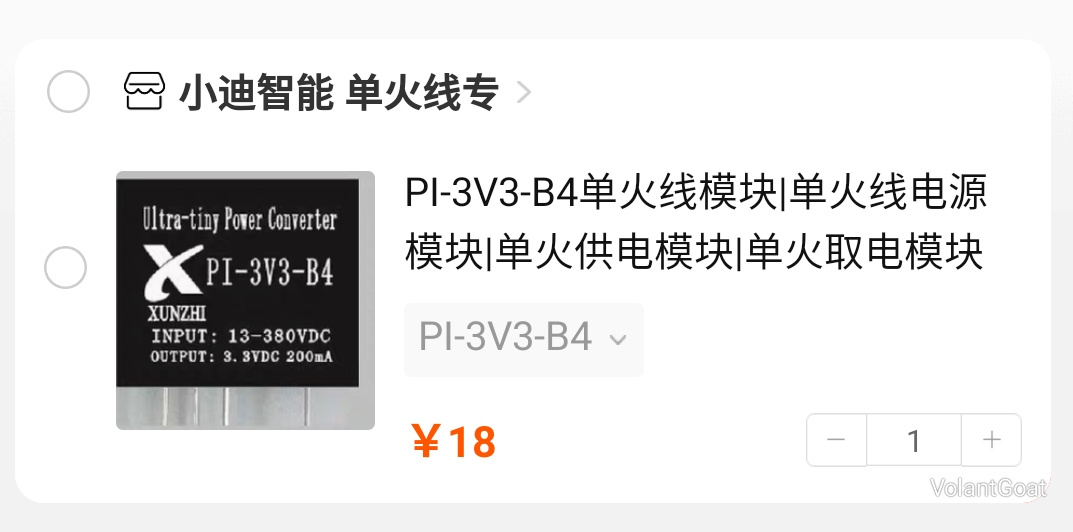 小迪智能 单火线专
PI-3V3-B4单火线模块|单火线电源
模块|单火供电模块|单火取电模块
Ultra-tiny Power Converter
X PI-3V3-B4
XUNZHI
INPUT: 13-380VDC
OUTPUT: 3.3VDC 200mA
PI-3V3-B4
￥18
1
VolantGoat